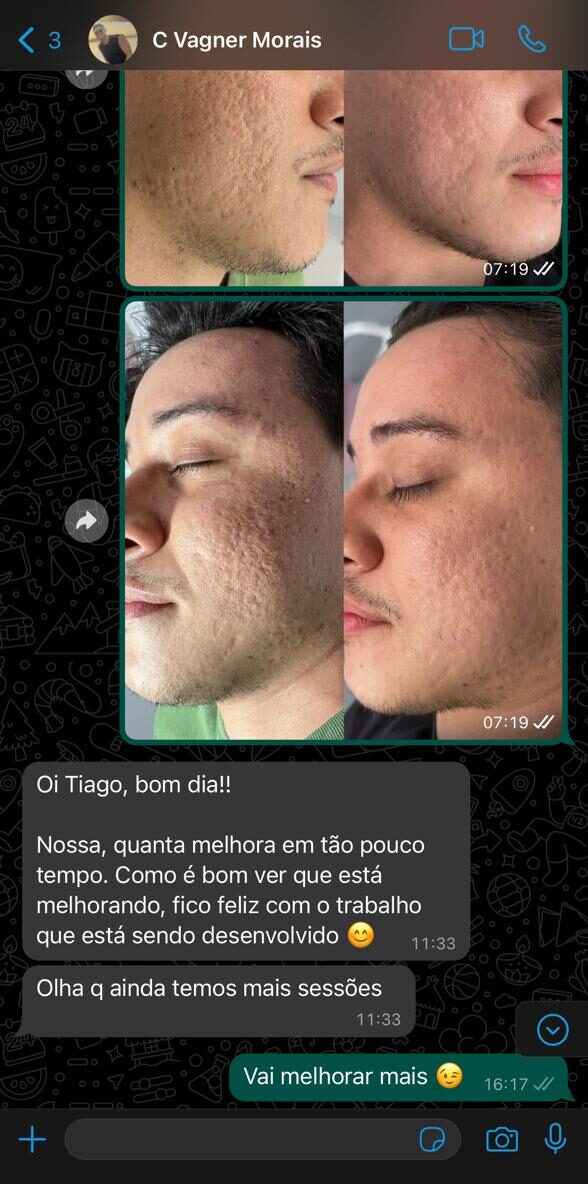 3
C Vagner Morais
07:19
07:19
Oi Tiago, bom dia!!
Nossa, quanta melhora em tão pouco
tempo. Como é bom ver que está
melhorando, fico feliz com o trabalho
que está sendo desenvolvido 😊
11:33
Olha q ainda temos mais sessões
11:33
Vai melhorar mais 😉
16:17